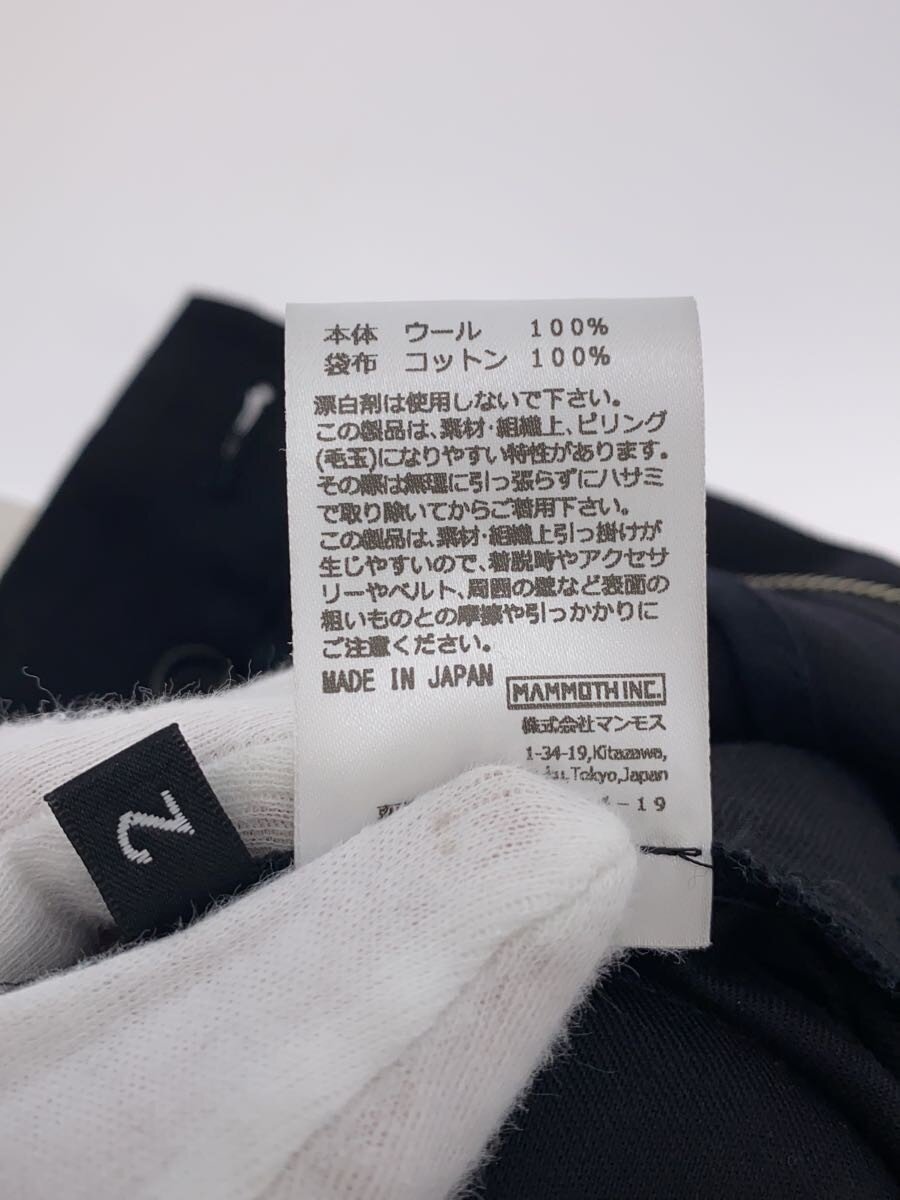 本体 ウール 100%
袋布 コットン 100%
漂白剤は使用しないで下さい。
この製品は、素材・組織上、ピリング
(毛玉)になりやすい特性があります。
その際は無理に引っ張らずにハサミ
で取り除いてからご着用下さい。
この製品は、素材・組織上引っ掛けが
生じやすいので、着脱時やアクセサ
リーやベルト、周囲の壁など表面の
粗いものとの摩擦や引っかかりに
ご注意ください。
MADE IN JAPAN
MAMMOTH INC.
株式会社マンモス
1-34-19,Kitazawa,
Tokyo,Japan
-19
2